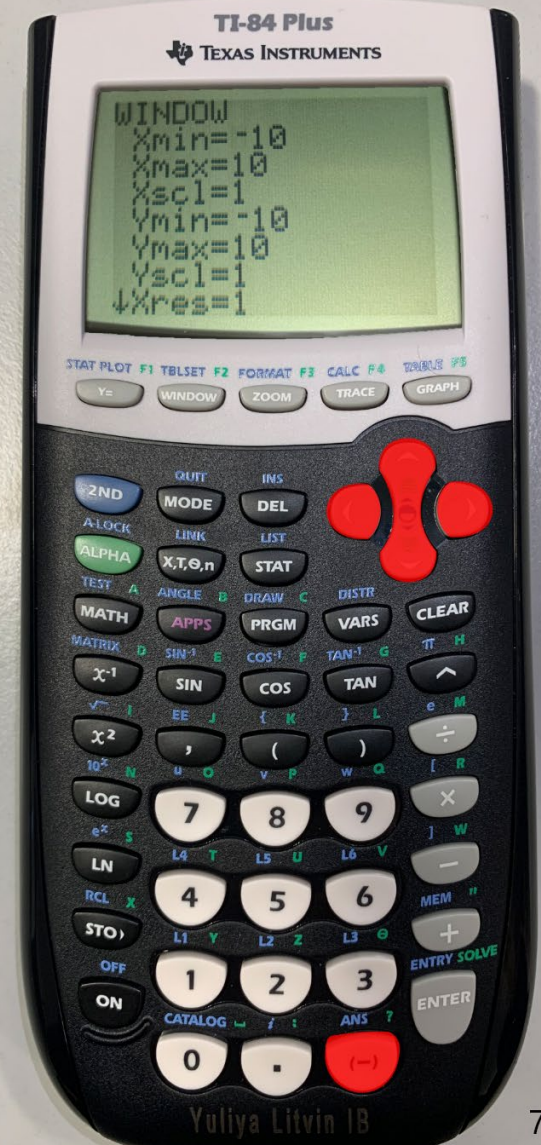 TI-84 Plus
TEXAS INSTRUMENTS
WINDOW
Xmin=-10
Xmax=10
Xscl=1
Ymin=-10
Ymax=10
Yscl=1
↓Xres=1
STAT PLOT F1 TBLSET F2 FORMAT F3 CALC F4 TABLE F5
Y= WINDOW ZOOM TRACE GRAPH
QUIT INS
2ND MODE DEL
A-LOCK LINK LIST
ALPHA X,T,Θ,n STAT
TEST A ANGLE B DRAW C DISTR
MATH APPS PRGM VARS CLEAR
MATRIX D SIN-1 E COS-1 F TAN-1 G π H
x-1 SIN COS TAN ^
√ I EE J { K } L e M
x² , ( ) ÷
10x N u O v P w Q [ R
LOG 7 8 9 ×
ex S L4 T L5 U L6 V ] W
LN 4 5 6 −
RCL X L1 Y L2 Z L3 θ MEM "
STO› 1 2 3 +
OFF CATALOG ⎵ i : ANS ? ENTRY SOLVE
ON 0 . (−) ENTER
Yuliya Litvin IB
7